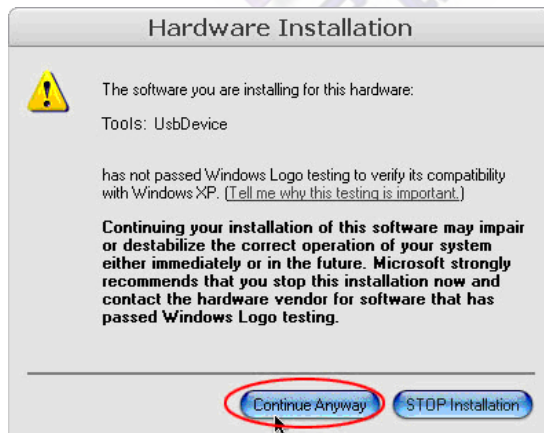 Hardware Installation
The software you are installing for this hardware:
Tools: UsbDevice
has not passed Windows Logo testing to verify its compatibility
with Windows XP. (Tell me why this testing is important.)
Continuing your installation of this software may impair
or destabilize the correct operation of your system
either immediately or in the future. Microsoft strongly
recommends that you stop this installation now and
contact the hardware vendor for software that has
passed Windows Logo testing.
Continue Anyway
STOP Installation